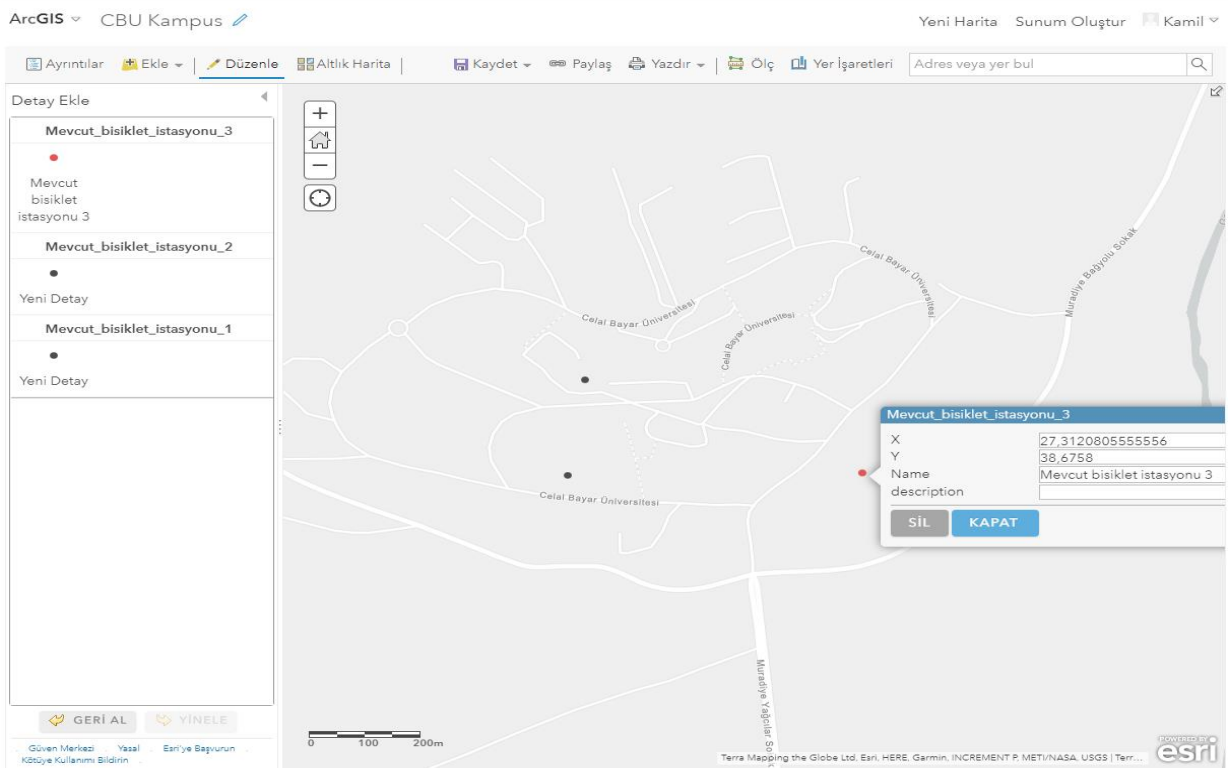 ArcGIS CBU Kampus
Yeni Harita Sunum Oluştur Kamil
Ayrıntılar Ekle Düzenle Altlık Harita Kaydet Paylaş Yazdır Ölç Yer İşaretleri Adres veya yer bul
Detay Ekle
Mevcut_bisiklet_istasyonu_3
Mevcut
bisiklet
istasyonu 3
Mevcut_bisiklet_istasyonu_2
Yeni Detay
Mevcut_bisiklet_istasyonu_1
Yeni Detay
GERİ AL YİNELE
Güven Merkezi Yasal Esri'ye Başvurun
Kötüye Kullanımı Bildirin
Celal Bayar Üniversitesi
Muradiye Bağyolu Sokak
Celal Bayar Üniversitesi
Celal Bayar Üniversitesi
Celal Bayar Üniversitesi
Mevcut_bisiklet_istasyonu_3
X 27,3120805555556
Y 38,6758
Name Mevcut bisiklet istasyonu 3
description
SİL KAPAT
Muradiye Yağcılar
0 100 200m
Terra Mapping the Globe Ltd, Esri, HERE, Garmin, INCREMENT P, METI/NASA, USGS | Terr...
POWERED BY
esri